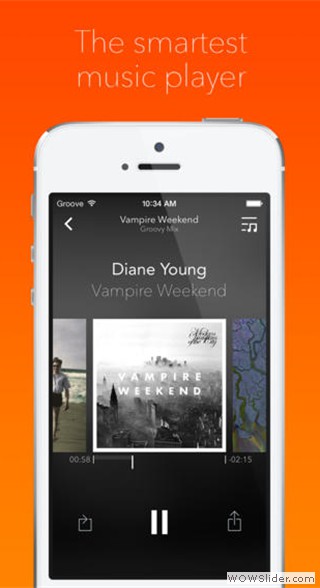 The smartest
music player
Groove
10:34 AM
Vampire Weekend
Groovy Mix
Diane Young
Vampire Weekend
Modern
Vampires
of the City
VAMPIRE
WEEKEND
00:58
-02:15
WOWSlider.com